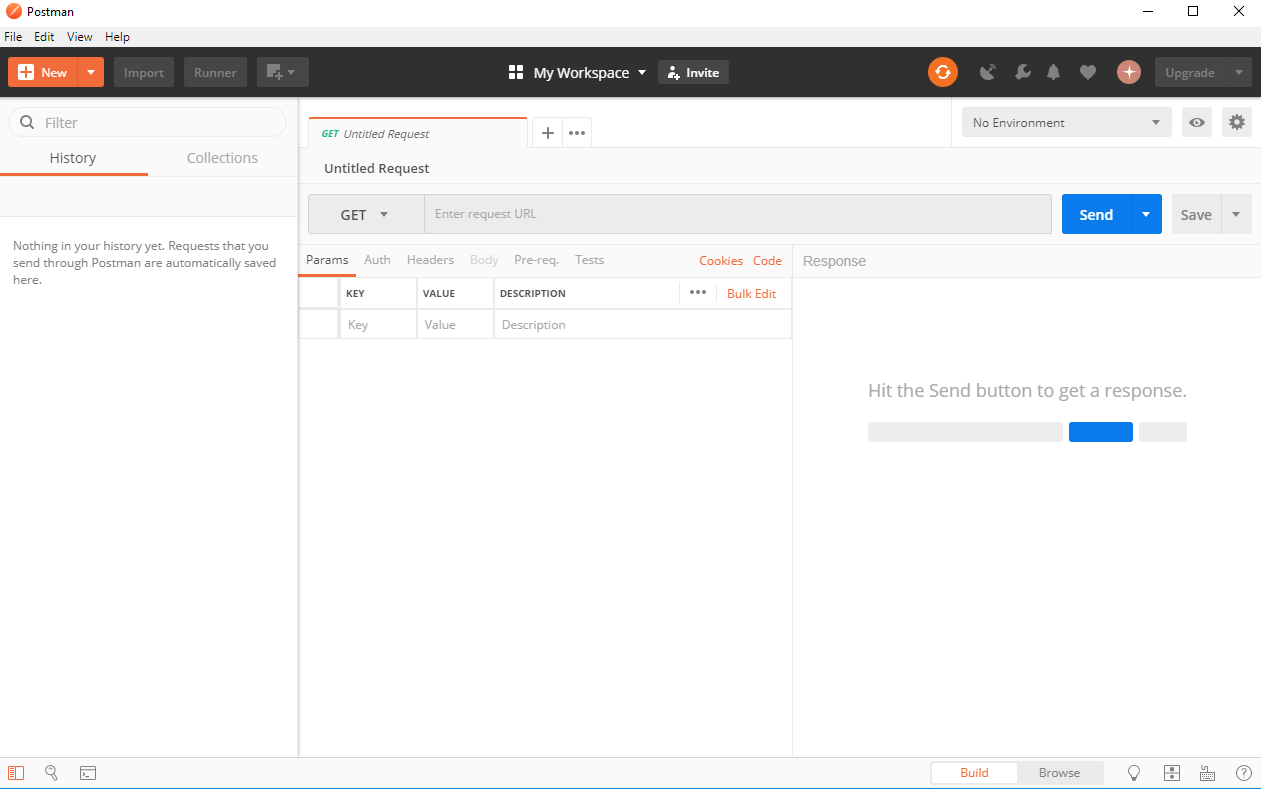 Postman
File Edit View Help
New Import Runner My Workspace Invite Upgrade
Filter
History Collections
Nothing in your history yet. Requests that you
send through Postman are automatically saved
here.
GET Untitled Request
No Environment
Untitled Request
GET Enter request URL Send Save
Params Auth Headers Body Pre-req. Tests Cookies Code
Response
KEY VALUE DESCRIPTION Bulk Edit
Key Value Description
Hit the Send button to get a response.
Build Browse